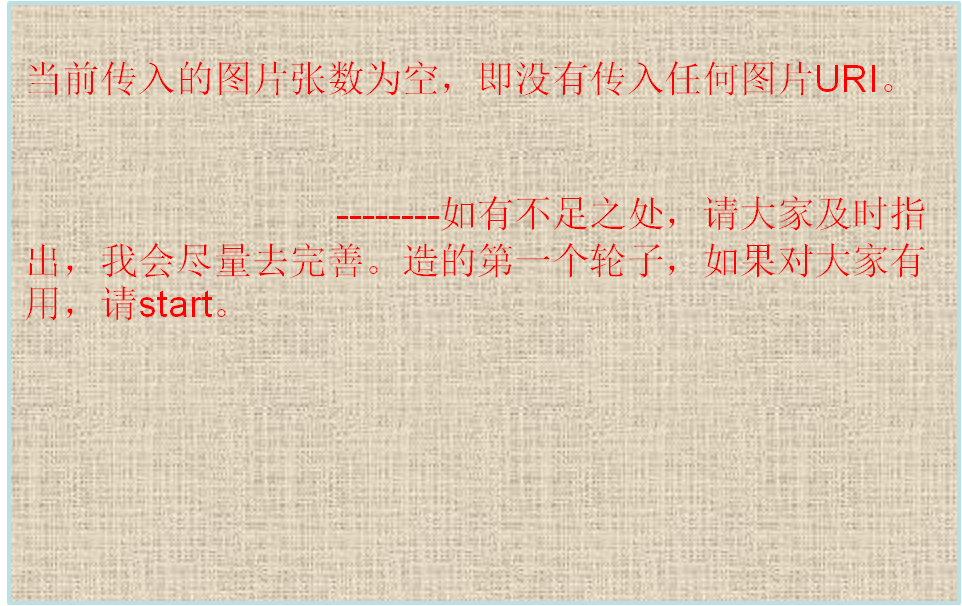 当前传入的图片张数为空，即没有传入任何图片URI。
--------如有不足之处，请大家及时指
出，我会尽量去完善。造的第一个轮子，如果对大家有
用，请start。